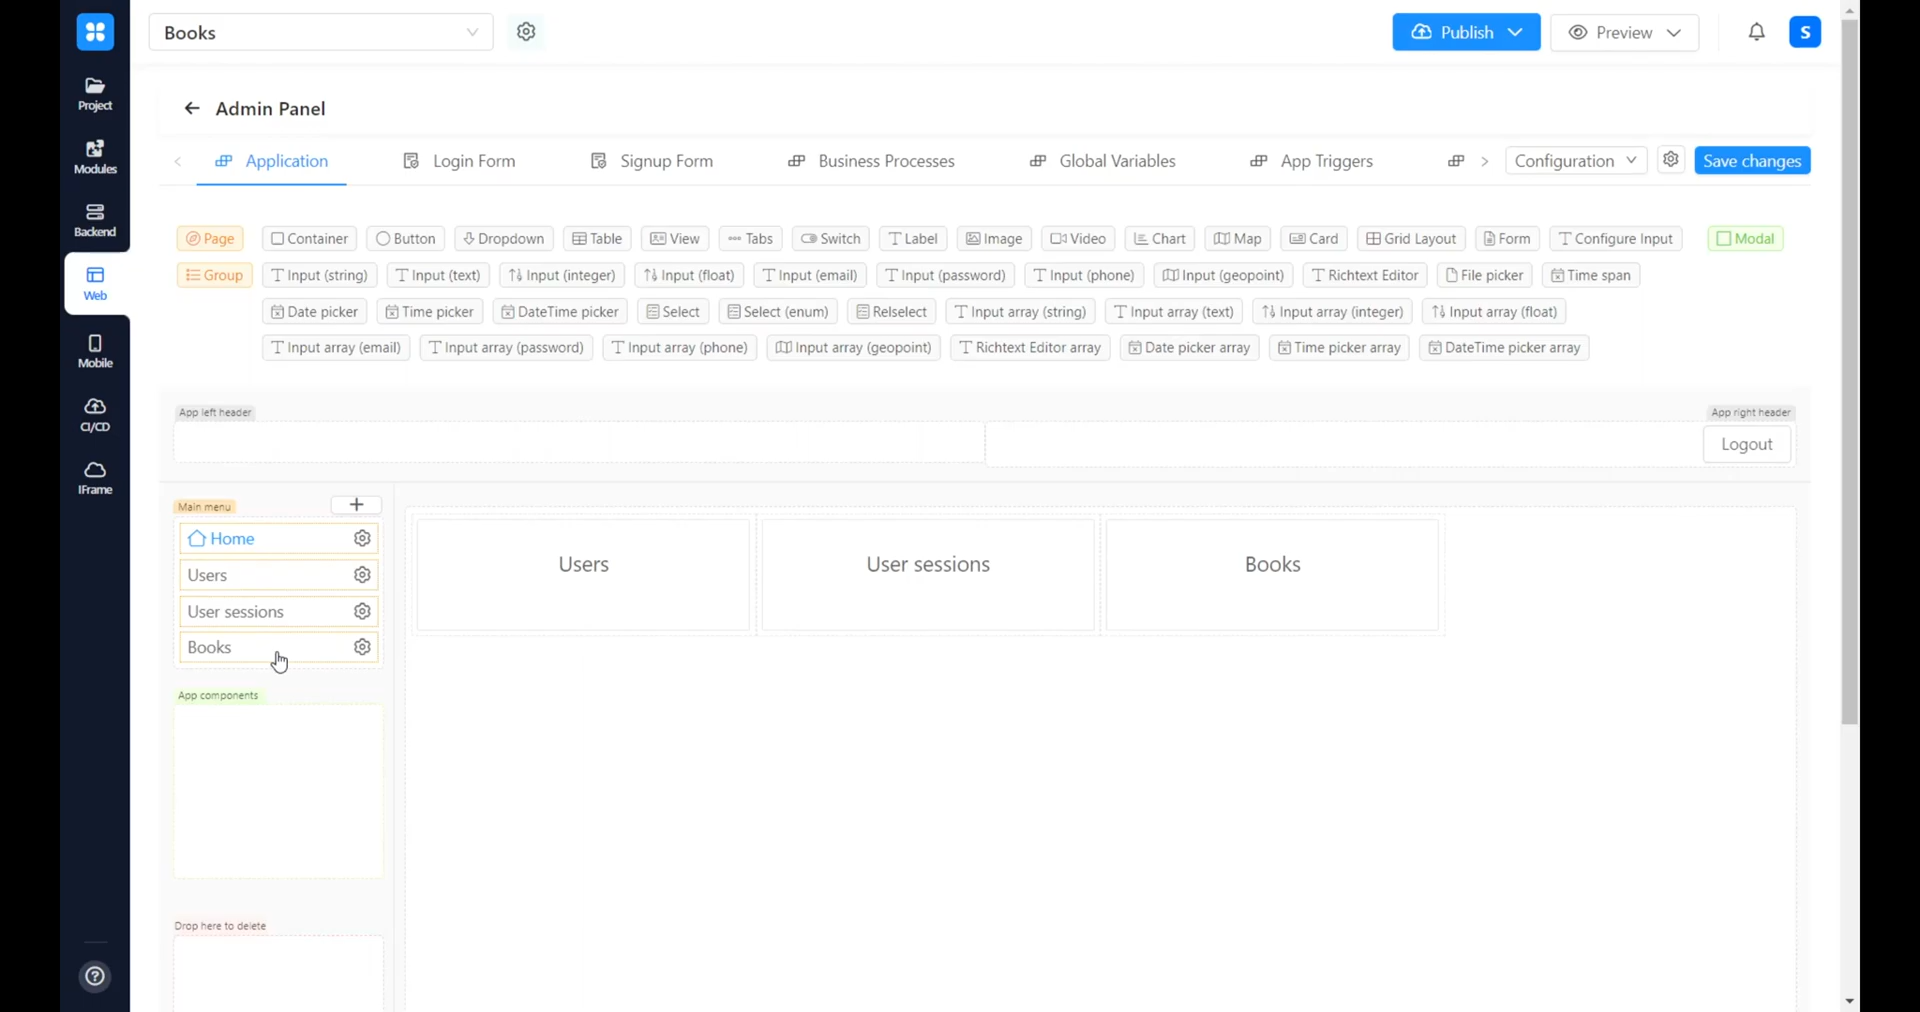 Books
Publish
Preview
S
Project
Modules
Backend
Web
Mobile
CI/CD
IFrame
Admin Panel
Application
Login Form
Signup Form
Business Processes
Global Variables
App Triggers
Configuration
Save changes
Page
Container
Button
Dropdown
Table
View
Tabs
Switch
Label
Image
Video
Chart
Map
Card
Grid Layout
Form
Configure Input
Modal
Group
Input (string)
Input (text)
Input (integer)
Input (float)
Input (email)
Input (password)
Input (phone)
Input (geopoint)
Richtext Editor
File picker
Time span
Date picker
Time picker
DateTime picker
Select
Select (enum)
Relselect
Input array (string)
Input array (text)
Input array (integer)
Input array (float)
Input array (email)
Input array (password)
Input array (phone)
Input array (geopoint)
Richtext Editor array
Date picker array
Time picker array
DateTime picker array
App left header
App right header
Logout
Main menu
Home
Users
User sessions
Books
Users
User sessions
Books
App components
Drop here to delete